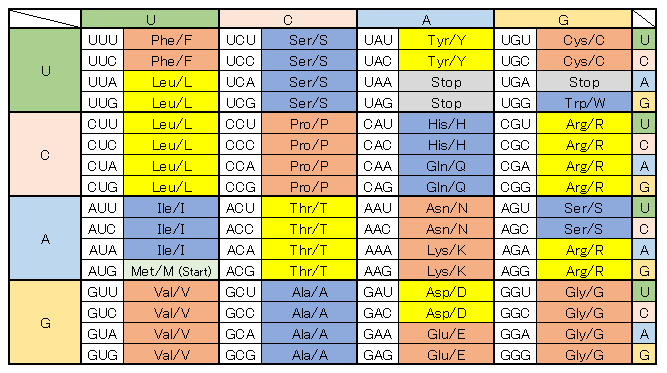 U C A G
U UUU Phe/F UCU Ser/S UAU Tyr/Y UGU Cys/C U
UUC Phe/F UCC Ser/S UAC Tyr/Y UGC Cys/C C
UUA Leu/L UCA Ser/S UAA Stop UGA Stop A
UUG Leu/L UCG Ser/S UAG Stop UGG Trp/W G
C CUU Leu/L CCU Pro/P CAU His/H CGU Arg/R U
CUC Leu/L CCC Pro/P CAC His/H CGC Arg/R C
CUA Leu/L CCA Pro/P CAA Gln/Q CGA Arg/R A
CUG Leu/L CCG Pro/P CAG Gln/Q CGG Arg/R G
A AUU Ile/I ACU Thr/T AAU Asn/N AGU Ser/S U
AUC Ile/I ACC Thr/T AAC Asn/N AGC Ser/S C
AUA Ile/I ACA Thr/T AAA Lys/K AGA Arg/R A
AUG Met/M (Start) ACG Thr/T AAG Lys/K AGG Arg/R G
G GUU Val/V GCU Ala/A GAU Asp/D GGU Gly/G U
GUC Val/V GCC Ala/A GAC Asp/D GGC Gly/G C
GUA Val/V GCA Ala/A GAA Glu/E GGA Gly/G A
GUG Val/V GCG Ala/A GAG Glu/E GGG Gly/G G